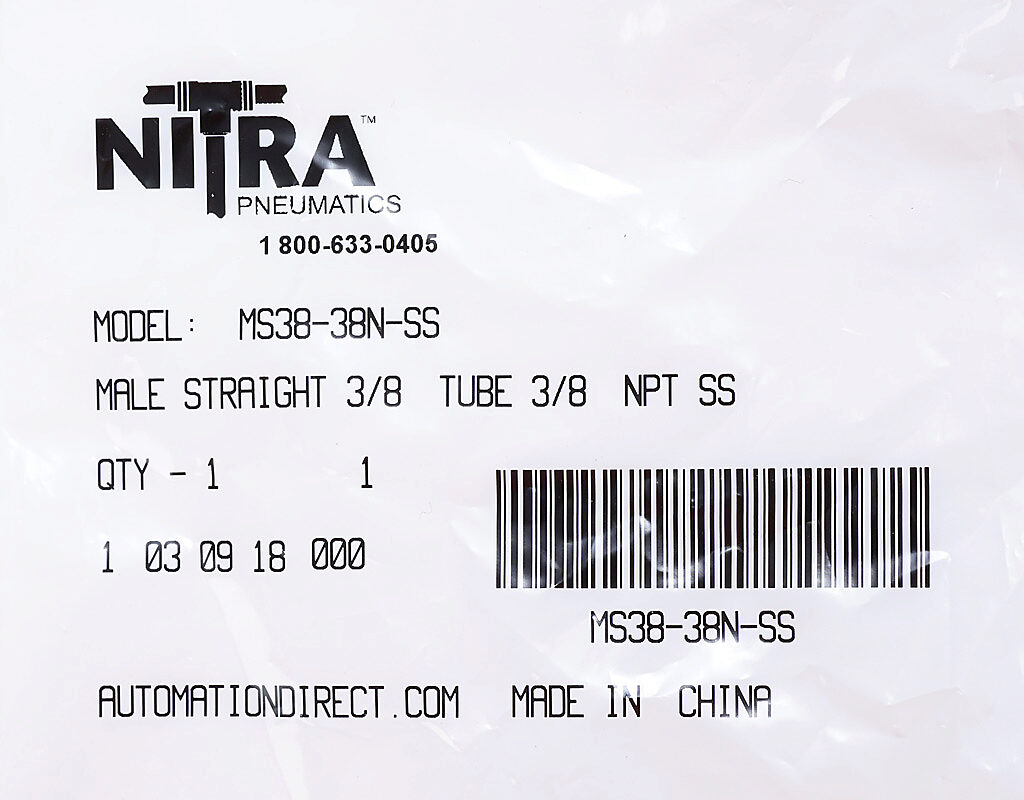 NITRA™
PNEUMATICS
1 800-633-0405
MODEL: MS38-38N-SS
MALE STRAIGHT 3/8 TUBE 3/8 NPT SS
QTY - 1 1
1 03 09 18 000
MS38-38N-SS
AUTOMATIONDIRECT.COM MADE IN CHINA